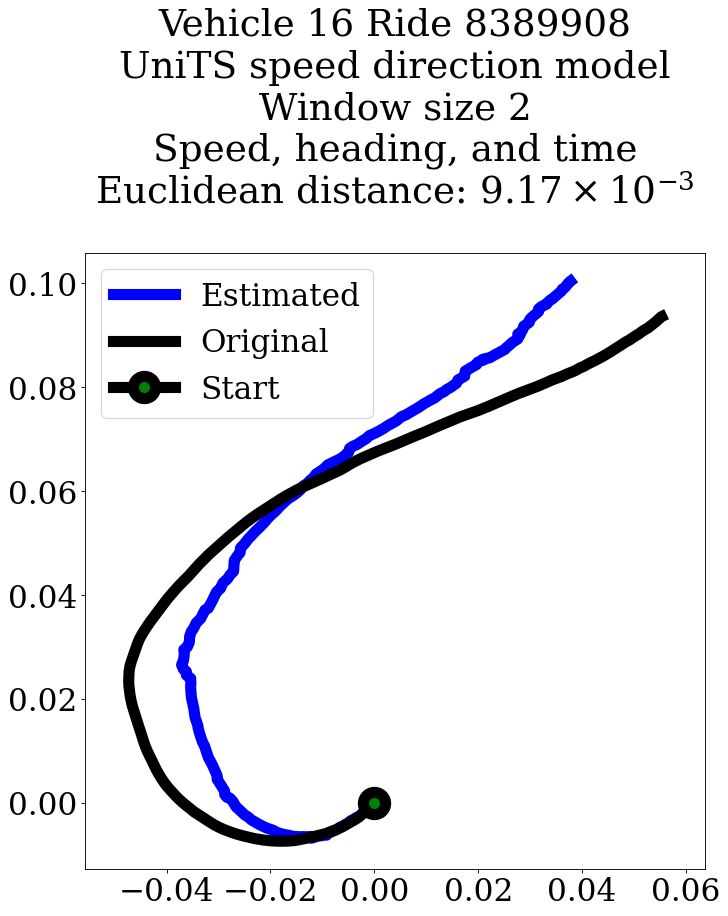 Vehicle 16 Ride 8389908
UniTS speed direction model
Window size 2
Speed, heading, and time
Euclidean distance: 9.17 × 10⁻³
Estimated
Original
Start
0.10
0.08
0.06
0.04
0.02
0.00
−0.04 −0.02 0.00 0.02 0.04 0.06